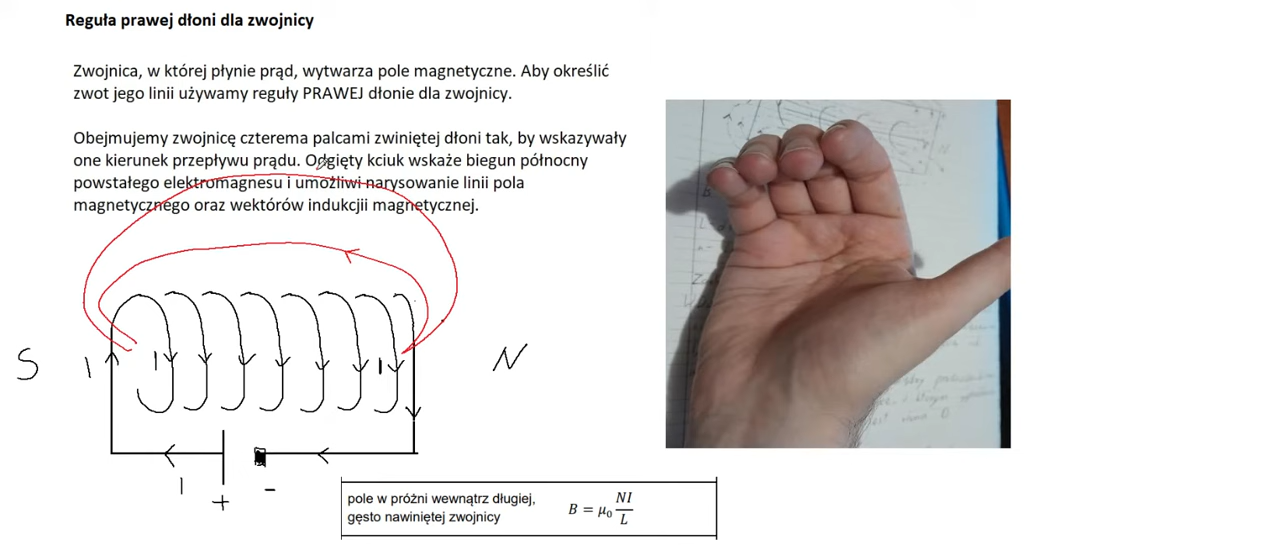 Reguła prawej dłoni dla zwojnicy
Zwojnica, w której płynie prąd, wytwarza pole magnetyczne. Aby określić
zwot jego linii używamy reguły PRAWEJ dłonie dla zwojnicy.
Obejmujemy zwojnicę czterema palcami zwiniętej dłoni tak, by wskazywały
one kierunek przepływu prądu. Odgięty kciuk wskaże biegun północny
powstałego elektromagnesu i umożliwi narysowanie linii pola
magnetycznego oraz wektórów indukcjii magnetycznej.
S I I I N
I + -
pole w próżni wewnątrz długiej,
gęsto nawiniętej zwojnicy
B = μ₀ NI/L